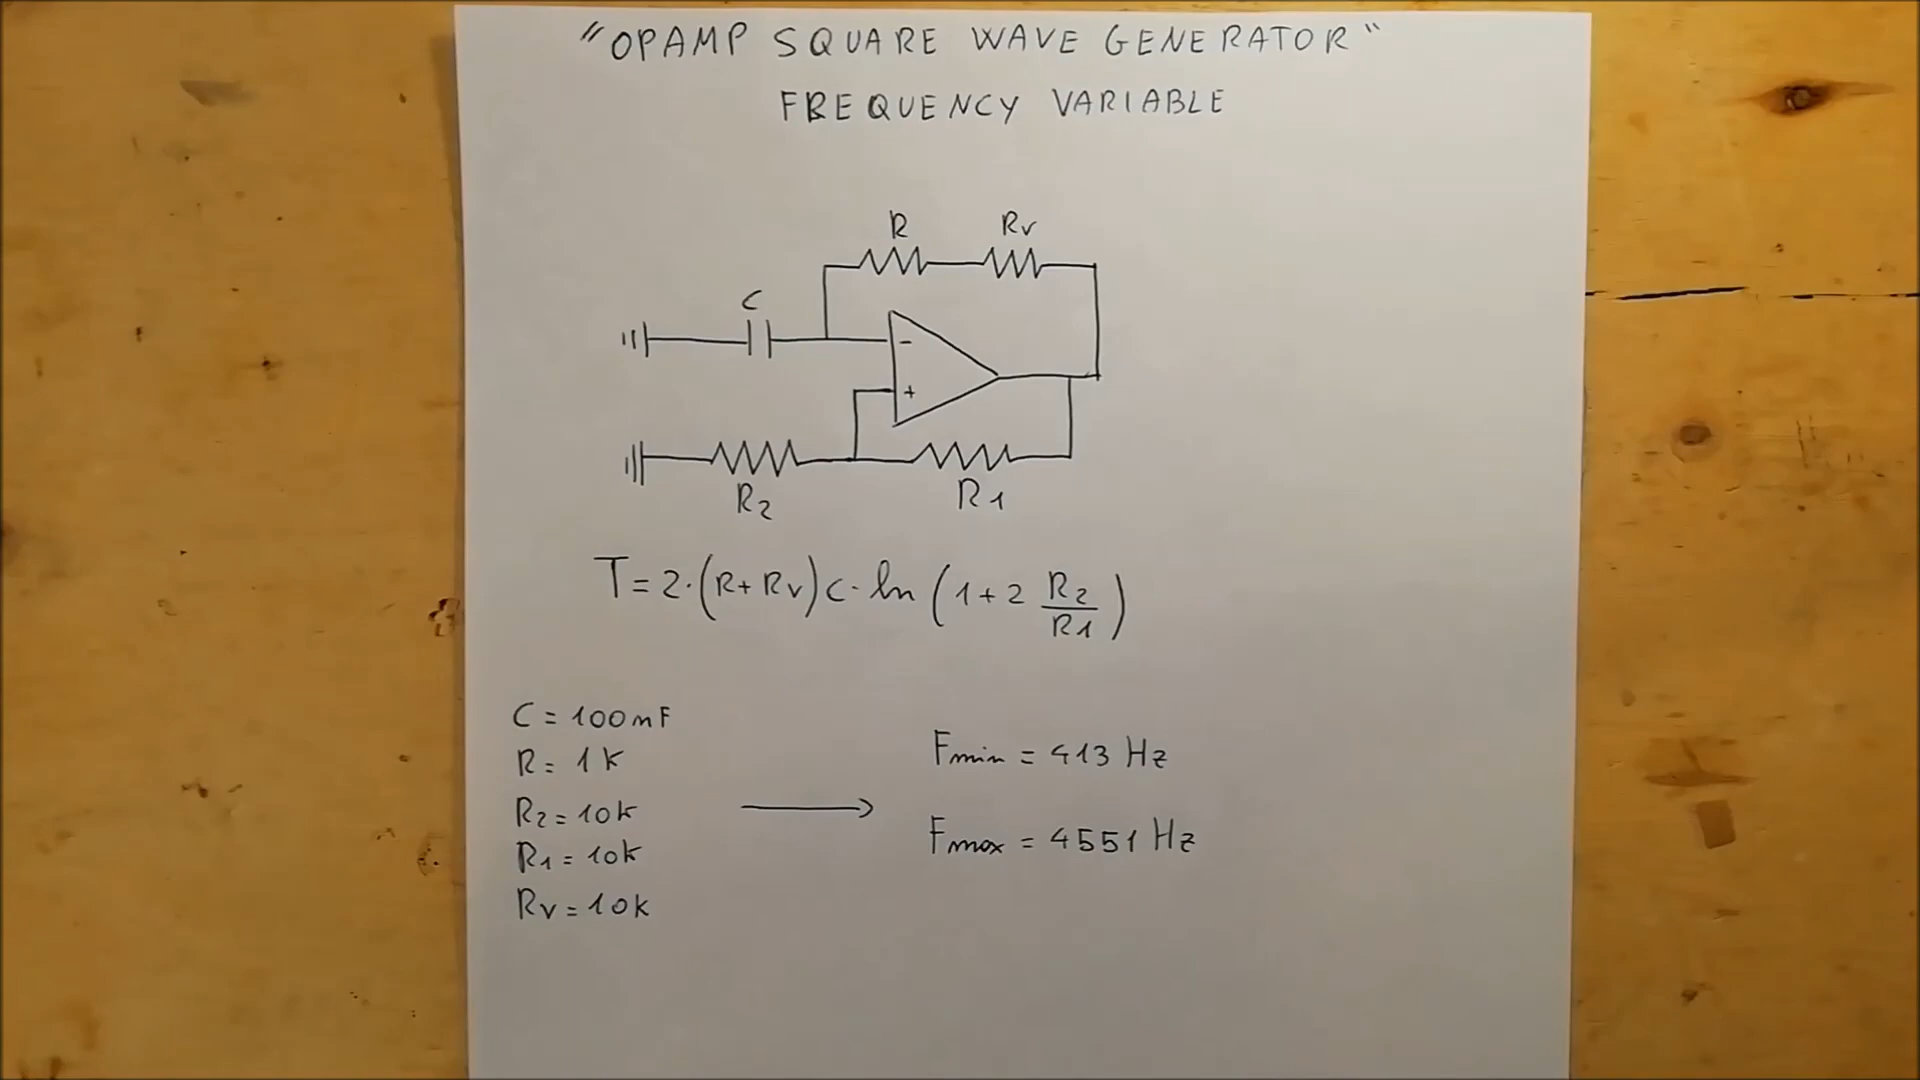 "OPAMP SQUARE WAVE GENERATOR"
FREQUENCY VARIABLE
R Rv
C
-
+
R2 R1
T=2·(R+Rv)C·ln(1+2 R2/R1)
C=100nF
R=1K
R2=10K
R1=10K
Rv=10K
Fmin=413 Hz
Fmax=4551 Hz